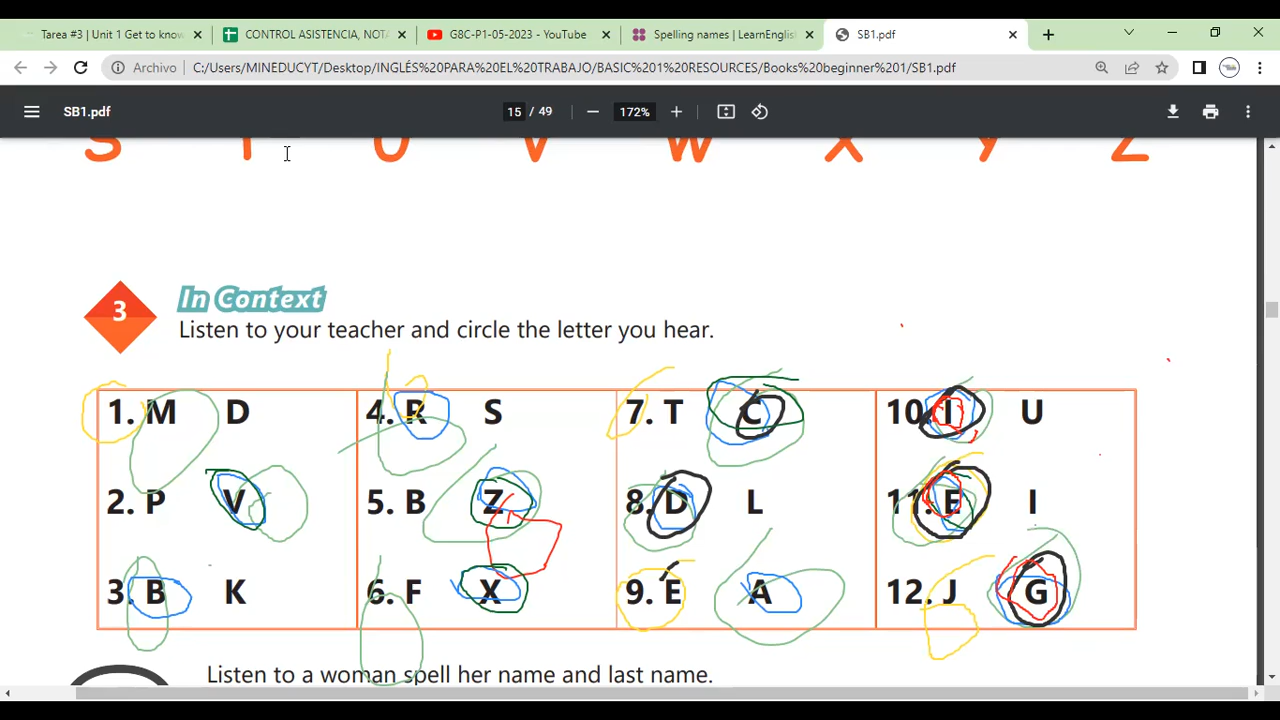 Tarea #3 | Unit 1 Get to know
CONTROL ASISTENCIA, NOTA
G8C-P1-05-2023 - YouTube
Spelling names | LearnEnglish
SB1.pdf
Archivo
C:/Users/MINEDUCYT/Desktop/INGLÉS%20PARA%20EL%20TRABAJO/BASIC%201%20RESOURCES/Books%20beginner%201/SB1.pdf
SB1.pdf
15 / 49
172%
S T U V W X Y Z
3
In Context
Listen to your teacher and circle the letter you hear.
1. M D 4. R S 7. T C 10. I U
2. P V 5. B Z 8. D L 11. E I
3. B K 6. F X 9. E A 12. J G
Listen to a woman spell her name and last name.